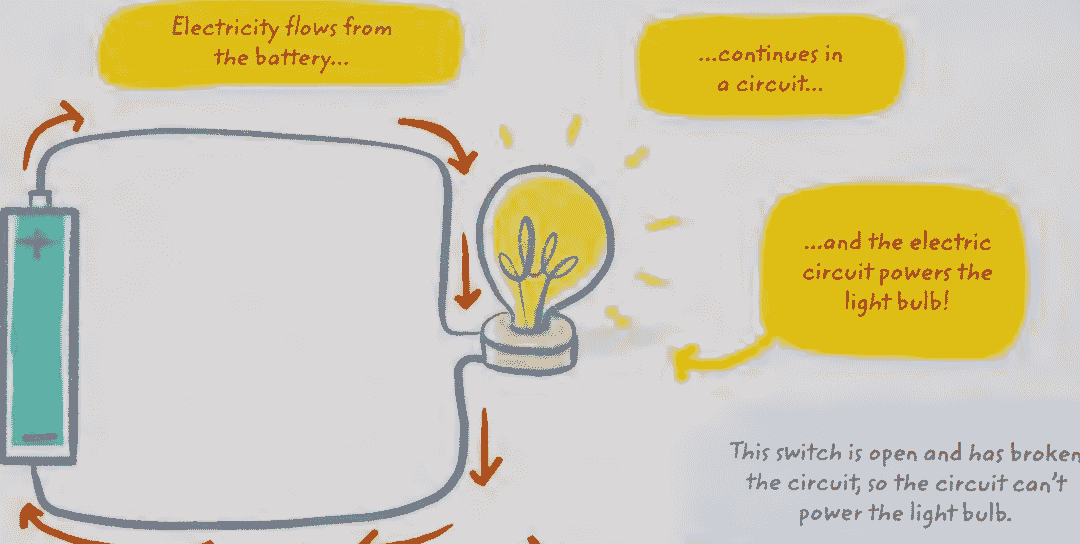 Electricity flows from
the battery...
...continues in
a circuit...
...and the electric
circuit powers the
light bulb!
This switch is open and has broken
the circuit, so the circuit can't
power the light bulb.